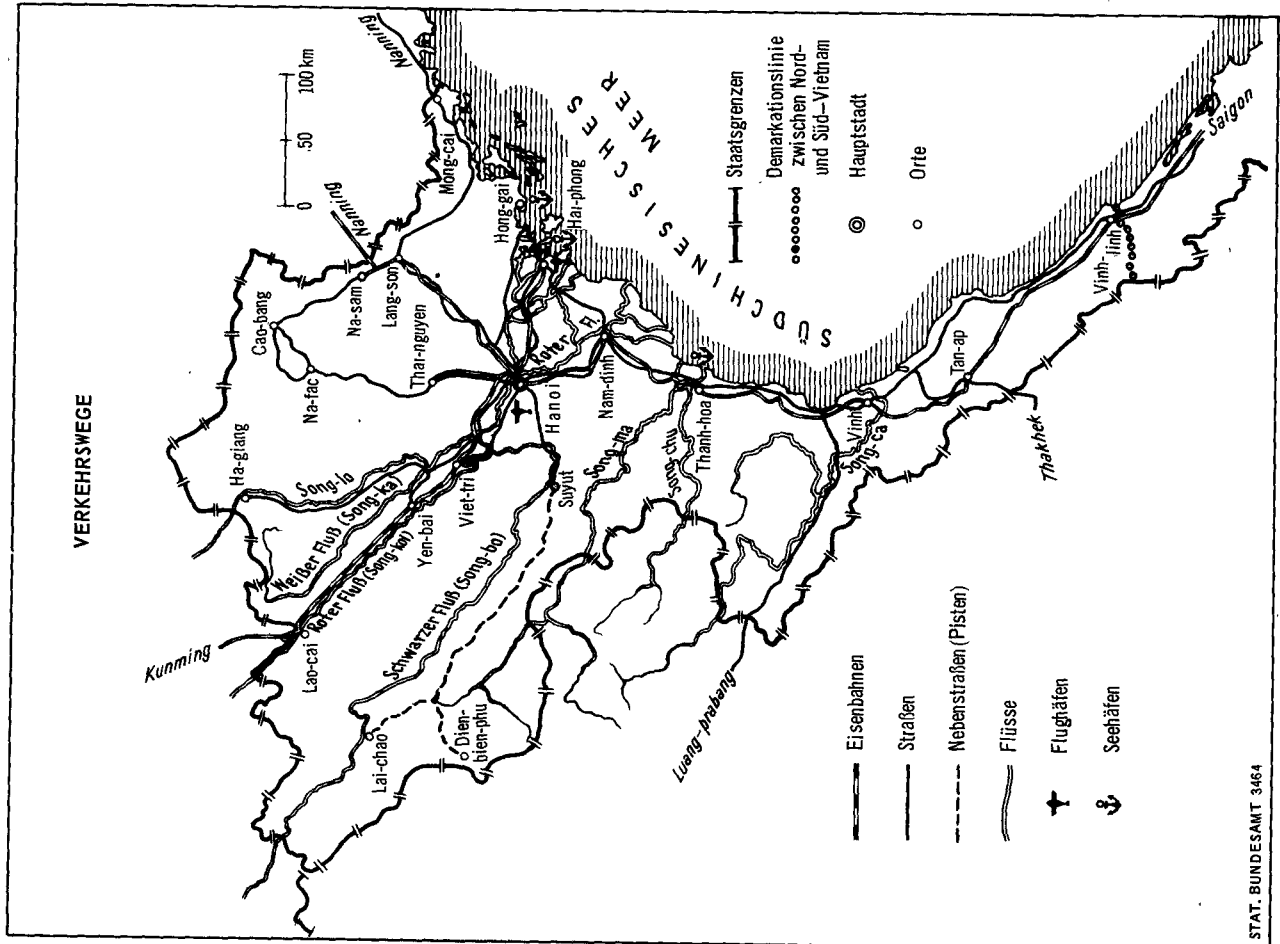 VERKEHRSWEGE
Kunming
Nanning
Nanning
0 50 100 km
Ha-giang
Cao-bang
Na-fac
Na-sam
Lang-son
Mong-cai
Thai-nguyen
Lao-cai
Song-lo
Weißer Fluß (Song-ka)
Roter Fluß (Song-koi)
Yen-bai
Viet-tri
Schwarzer Fluß (Song-bo)
Lai-chao
Dien-
bien-phu
Suyut
Hanoi
Hong-gai
Hai-phong
Roter Fl.
Nam-dinh
Song-ma
Song-chu
Thanh-hoa
Luang-prabang
Vinh
Song-ca
Tan-ap
Thakhek
Vinh-
linh
Saigon
SÜDCHINESISCHES
MEER
Eisenbahnen
Straßen
Nebenstraßen (Pisten)
Flüsse
Flughäfen
Seehäfen
Staatsgrenzen
Demarkationslinie
zwischen Nord-
und Süd-Vietnam
Hauptstadt
Orte
STAT. BUNDESAMT 3464